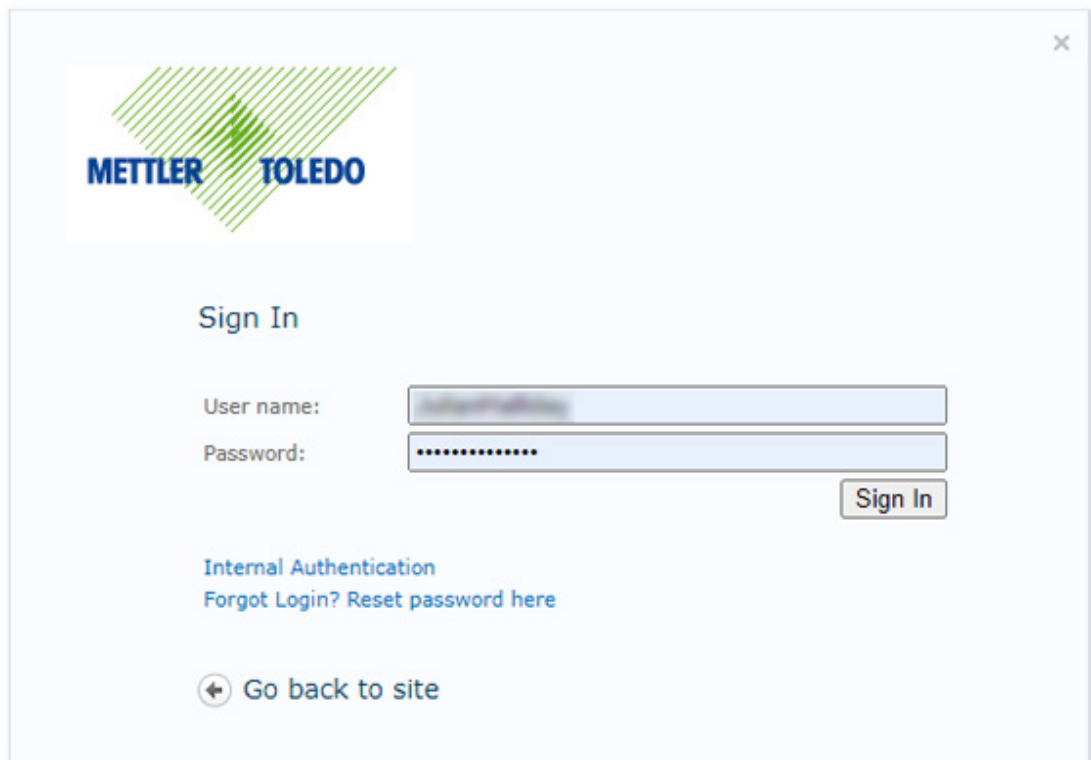 METTLER TOLEDO
Sign In
User name:
Password: ••••••••••••••
Sign In
Internal Authentication
Forgot Login? Reset password here
Go back to site